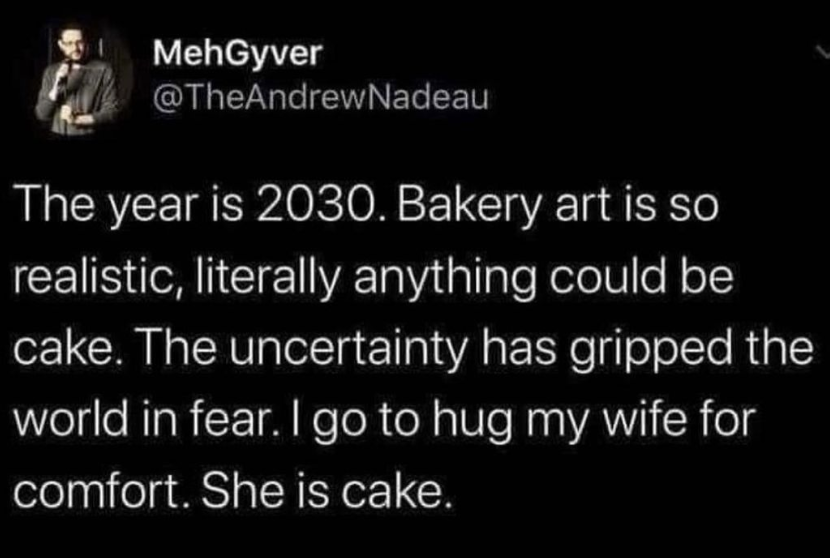 MehGyver
@TheAndrewNadeau
The year is 2030. Bakery art is so
realistic, literally anything could be
cake. The uncertainty has gripped the
world in fear. I go to hug my wife for
comfort. She is cake.